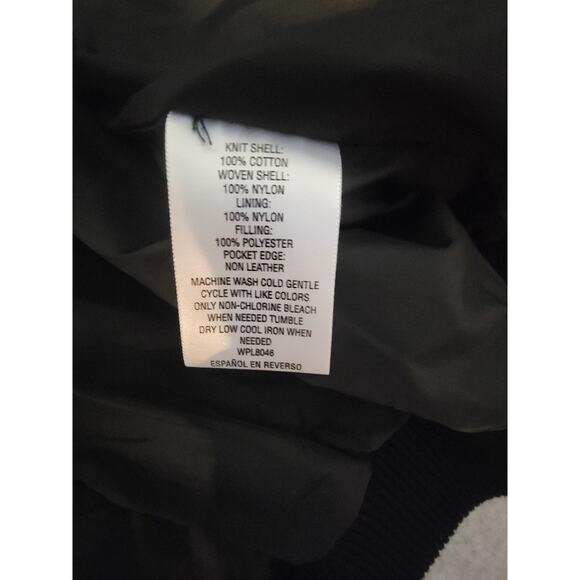 KNIT SHELL:
100% COTTON
WOVEN SHELL:
100% NYLON
LINING:
100% NYLON
FILLING:
100% POLYESTER
POCKET EDGE:
NON LEATHER
MACHINE WASH COLD GENTLE
CYCLE WITH LIKE COLORS
ONLY NON-CHLORINE BLEACH
WHEN NEEDED TUMBLE
DRY LOW COOL IRON WHEN
NEEDED
WPL8046
ESPAÑOL EN REVERSO